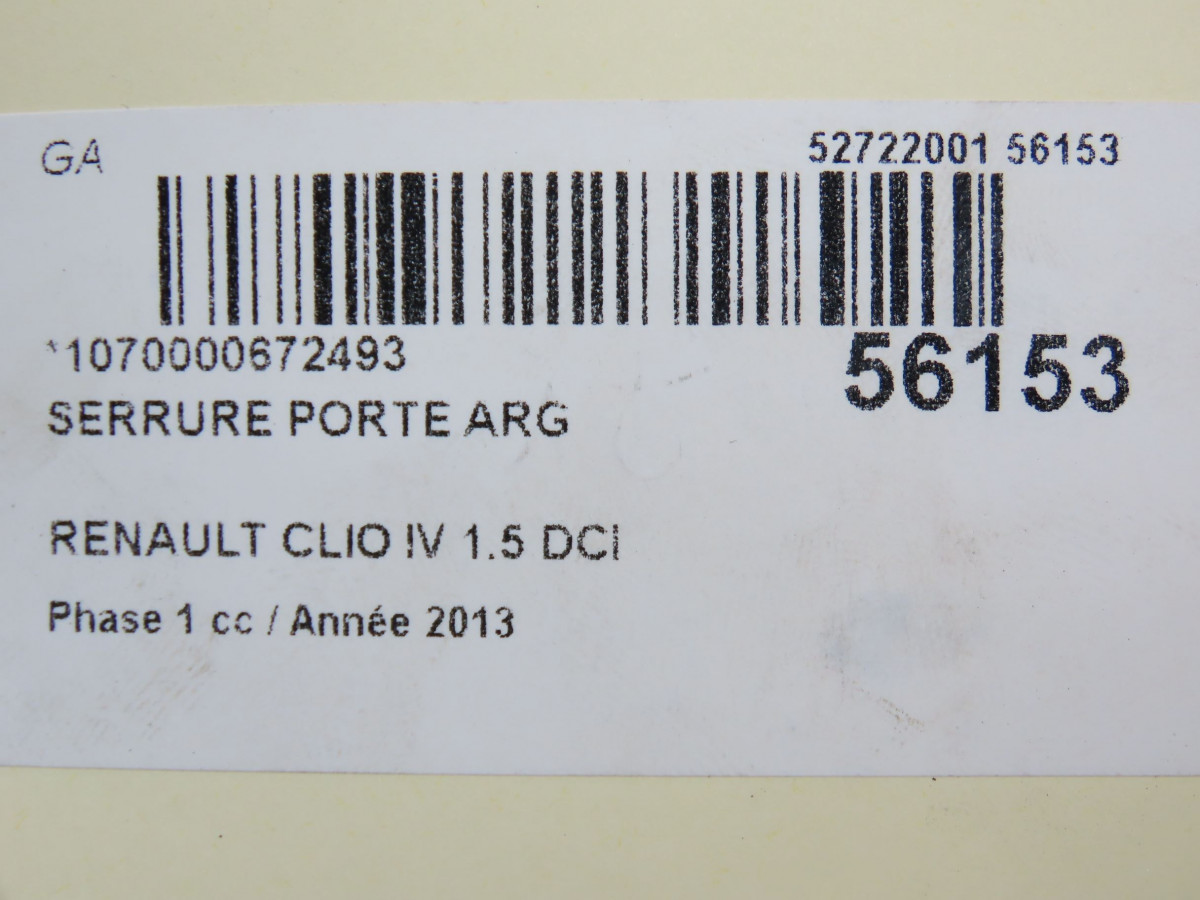 GA
52722001 56153
*1070000672493
56153
SERRURE PORTE ARG
RENAULT CLIO IV 1.5 DCi
Phase 1 cc / Année 2013